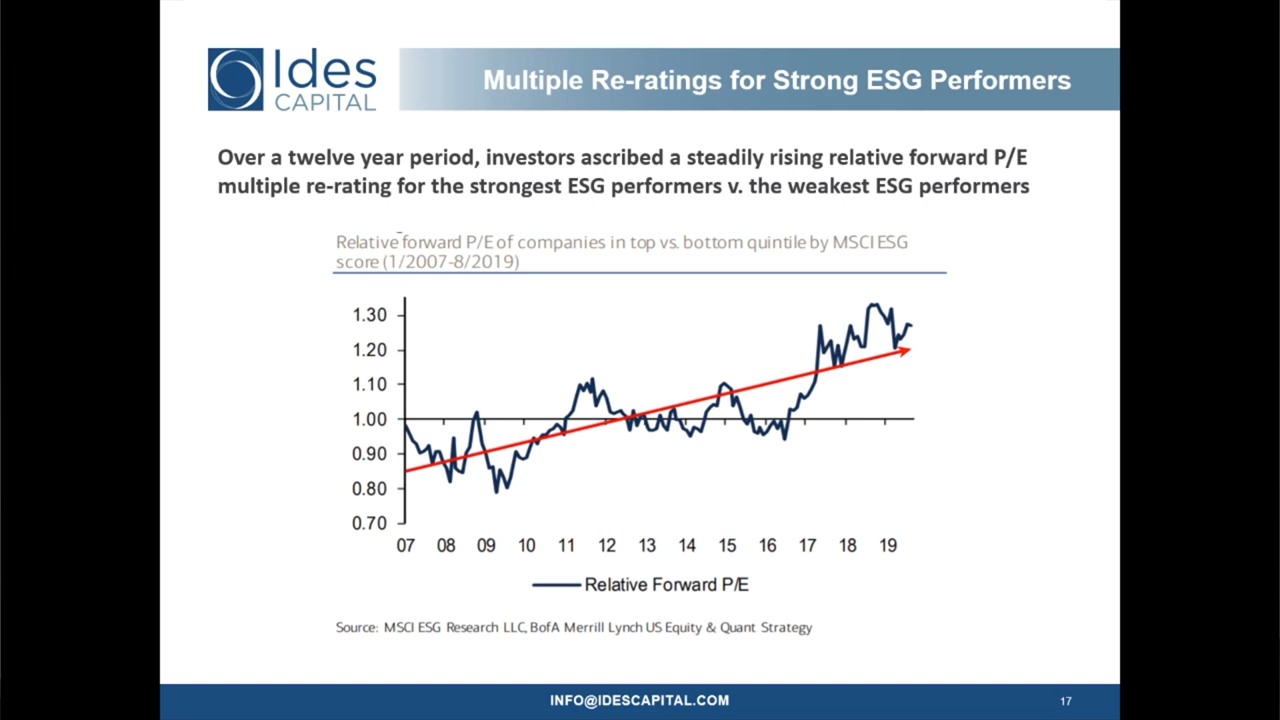 Ides
CAPITAL
Multiple Re-ratings for Strong ESG Performers
Over a twelve year period, investors ascribed a steadily rising relative forward P/E
multiple re-rating for the strongest ESG performers v. the weakest ESG performers
Relative forward P/E of companies in top vs. bottom quintile by MSCI ESG
score (1/2007-8/2019)
1.30
1.20
1.10
1.00
0.90
0.80
0.70
07 08 09 10 11 12 13 14 15 16 17 18 19
Relative Forward P/E
Source: MSCI ESG Research LLC, BofA Merrill Lynch US Equity & Quant Strategy
INFO@IDESCAPITAL.COM
17